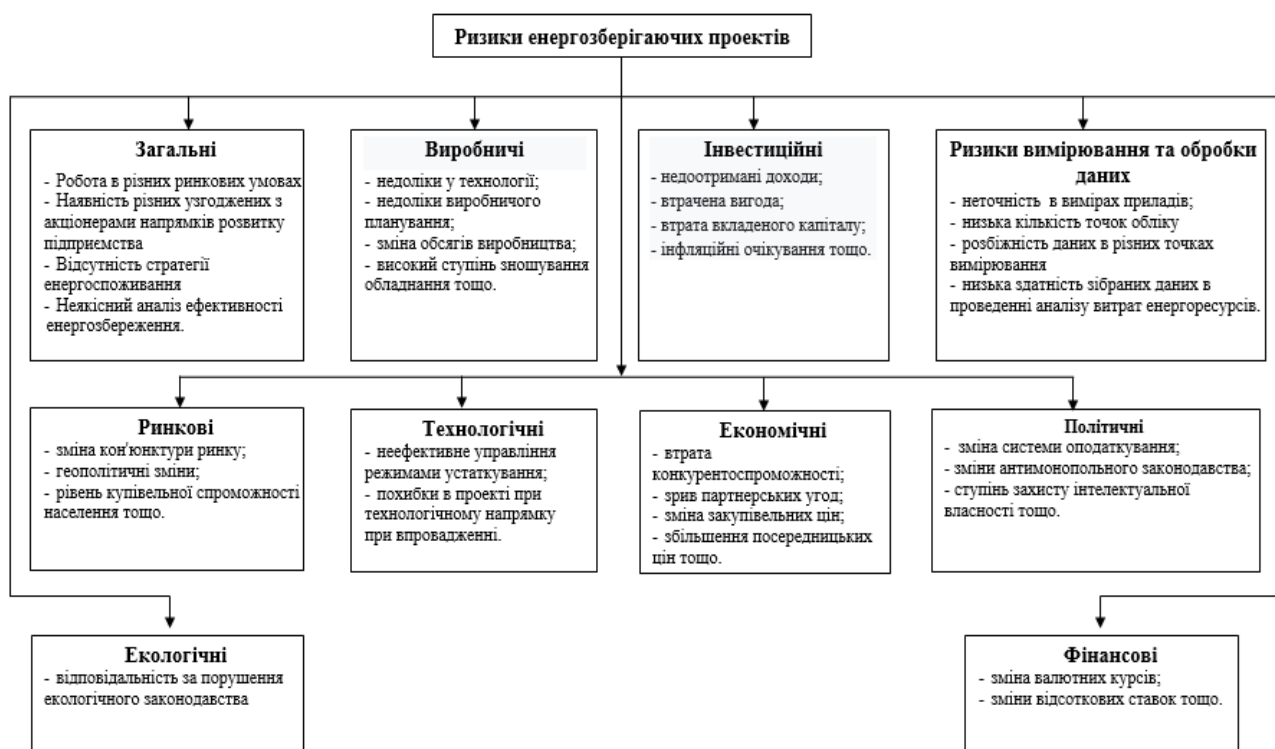 Ризики енергозберігаючих проектів
Загальні
- Робота в різних ринкових умовах
- Наявність різних узгоджених з
акціонерами напрямків розвитку
підприємства
- Відсутність стратегії
енергоспоживання
- Неякісний аналіз ефективності
енергозбереження.
Виробничі
- недоліки у технології;
- недоліки виробничого
планування;
- зміна обсягів виробництва;
- високий ступінь зношування
обладнання тощо.
Інвестиційні
- недоотримані доходи;
- втрачена вигода;
- втрата вкладеного капіталу;
- інфляційні очікування тощо.
Ризики вимірювання та обробки
даних
- неточність в вимірах приладів;
- низька кількість точок обліку
- розбіжність даних в різних точках
вимірювання
- низька здатність зібраних даних в
проведенні аналізу витрат енергоресурсів.
Ринкові
- зміна кон'юнктури ринку;
- геополітичні зміни;
- рівень купівельної спроможності
населення тощо.
Технологічні
- неефективне управління
режимами устаткування;
- похибки в проекті при
технологічному напрямку
при впровадженні.
Економічні
- втрата
конкурентоспроможності;
- зрив партнерських угод;
- зміна закупівельних цін;
- збільшення посередницьких
цін тощо.
Політичні
- зміна системи оподаткування;
- зміни антимонопольного законодавства;
- ступінь захисту інтелектуальної
власності тощо.
Екологічні
- відповідальність за порушення
екологічного законодавства
Фінансові
- зміна валютних курсів;
- зміни відсоткових ставок тощо.